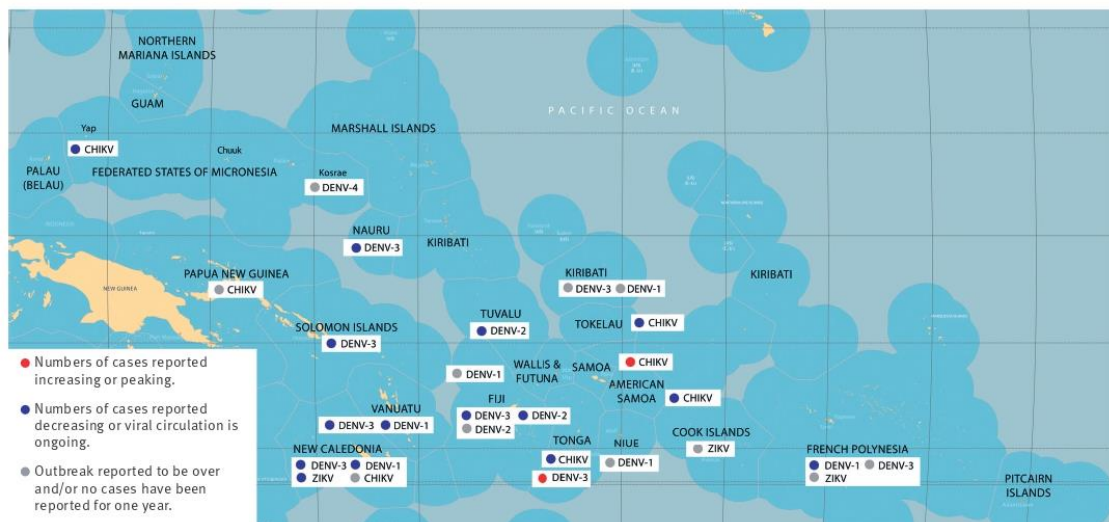 NORTHERN
MARIANA ISLANDS
GUAM
PACIFIC OCEAN
Yap
CHIKV
Chuuk
MARSHALL ISLANDS
PALAU
(BELAU)
FEDERATED STATES OF MICRONESIA
Kosrae
DENV-4
NAURU
DENV-3
KIRIBATI
PAPUA NEW GUINEA
CHIKV
NEW GUINEA
KIRIBATI
DENV-3 DENV-1
KIRIBATI
TUVALU
DENV-2
TOKELAU
CHIKV
SOLOMON ISLANDS
DENV-3
WALLIS &
FUTUNA
DENV-1
SAMOA
CHIKV
AMERICAN
SAMOA
CHIKV
FIJI
DENV-3 DENV-2
DENV-2
VANUATU
DENV-3 DENV-1
NEW CALEDONIA
DENV-3 DENV-1
ZIKV CHIKV
TONGA
CHIKV
DENV-3
NIUE
DENV-1
COOK ISLANDS
ZIKV
FRENCH POLYNESIA
DENV-1 DENV-3
ZIKV
PITCAIRN
ISLANDS
Numbers of cases reported
increasing or peaking.
Numbers of cases reported
decreasing or viral circulation is
ongoing.
Outbreak reported to be over
and/or no cases have been
reported for one year.